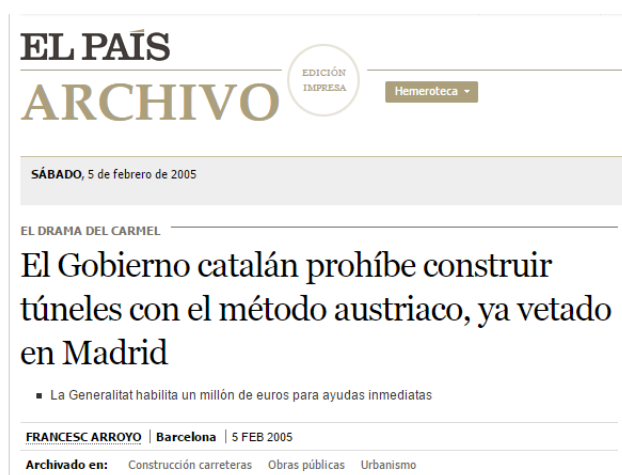 EL PAÍS
ARCHIVO
EDICIÓN
IMPRESA
Hemeroteca
SÁBADO, 5 de febrero de 2005
EL DRAMA DEL CARMEL
El Gobierno catalán prohíbe construir
túneles con el método austriaco, ya vetado
en Madrid
La Generalitat habilita un millón de euros para ayudas inmediatas
FRANCESC ARROYO | Barcelona | 5 FEB 2005
Archivado en: Construcción carreteras Obras públicas Urbanismo